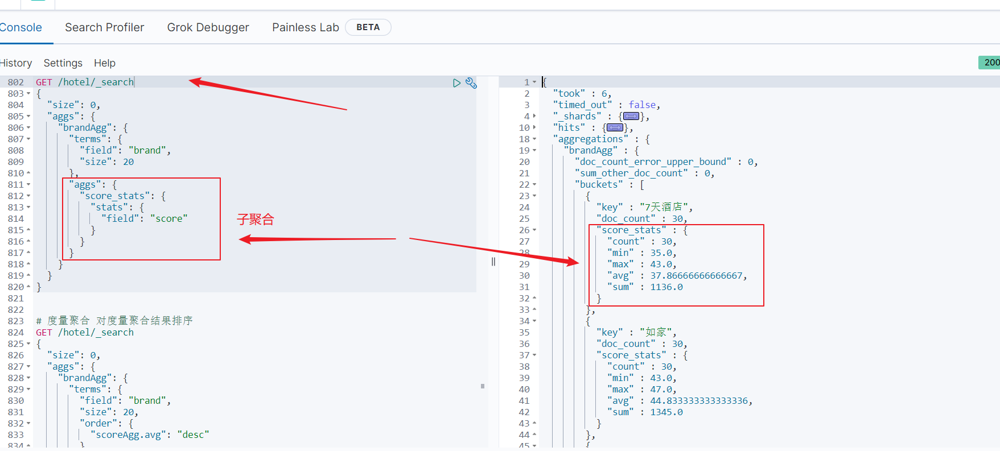 Console Search Profiler Grok Debugger Painless Lab BETA
History Settings Help
200
802 GET /hotel/_search
803 {
804 "size": 0,
805 "aggs": {
806 "brandAgg": {
807 "terms": {
808 "field": "brand",
809 "size": 20
810 },
811 "aggs": {
812 "score_stats": {
813 "stats": {
814 "field": "score"
815 }
816 }
817 }
818 }
819 }
820 }
821
822
823 # 度量聚合 对度量聚合结果排序
824 GET /hotel/_search
825 {
826 "size": 0,
827 "aggs": {
828 "brandAgg": {
829 "terms": {
830 "field": "brand",
831 "size": 20,
832 "order": {
833 "scoreAgg.avg": "desc"
834 }
子聚合
1 {
2 "took" : 6,
3 "timed_out" : false,
4 "_shards" : {},
10 "hits" : {},
18 "aggregations" : {
19 "brandAgg" : {
20 "doc_count_error_upper_bound" : 0,
21 "sum_other_doc_count" : 0,
22 "buckets" : [
23 {
24 "key" : "7天酒店",
25 "doc_count" : 30,
26 "score_stats" : {
27 "count" : 30,
28 "min" : 35.0,
29 "max" : 43.0,
30 "avg" : 37.86666666666667,
31 "sum" : 1136.0
32 }
33 },
34 {
35 "key" : "如家",
36 "doc_count" : 30,
37 "score_stats" : {
38 "count" : 30,
39 "min" : 43.0,
40 "max" : 47.0,
41 "avg" : 44.833333333333336,
42 "sum" : 1345.0
43 }
44 },
45 {